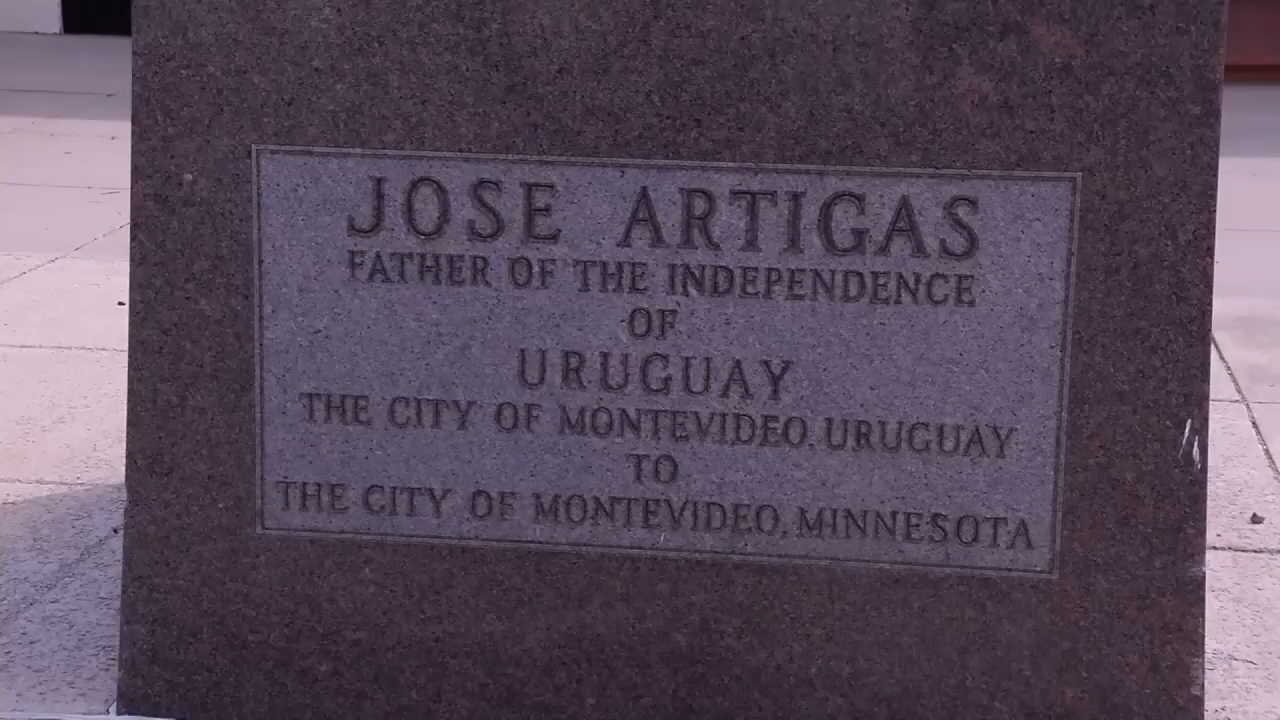 JOSE ARTIGAS
FATHER OF THE INDEPENDENCE
OF
URUGUAY
THE CITY OF MONTEVIDEO, URUGUAY
TO
THE CITY OF MONTEVIDEO, MINNESOTA